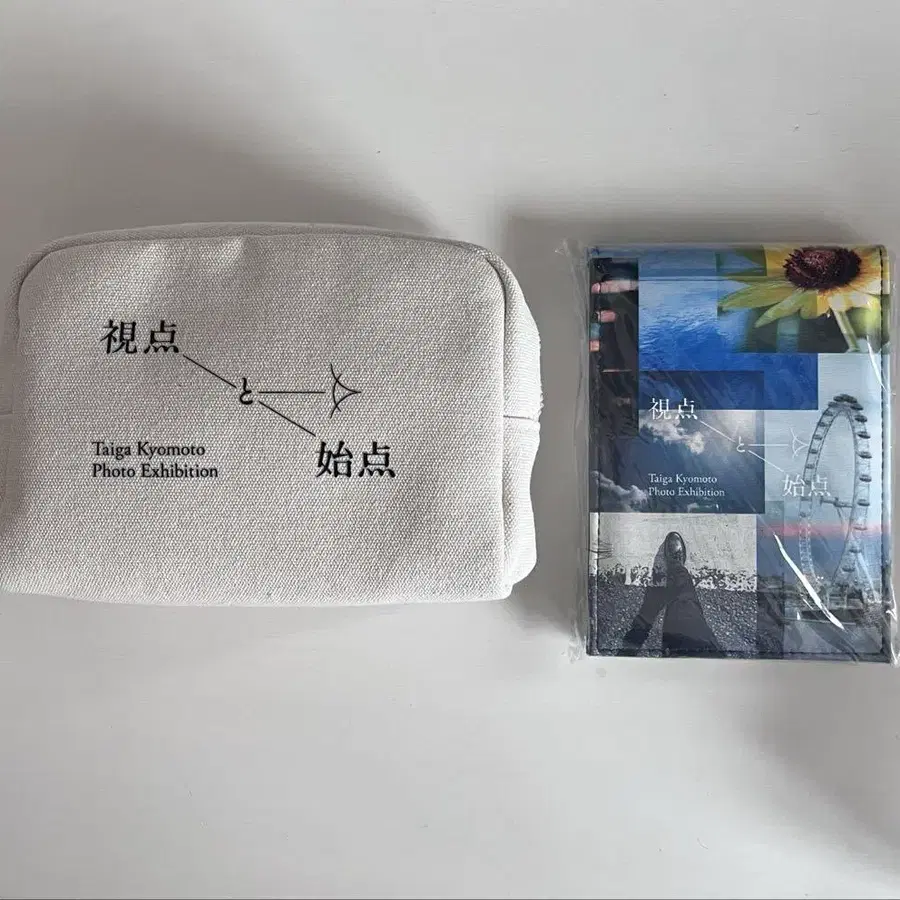 視点
と
始点
Taiga Kyomoto
Photo Exhibition
視点
と
始点
Taiga Kyomoto
Photo Exhibition